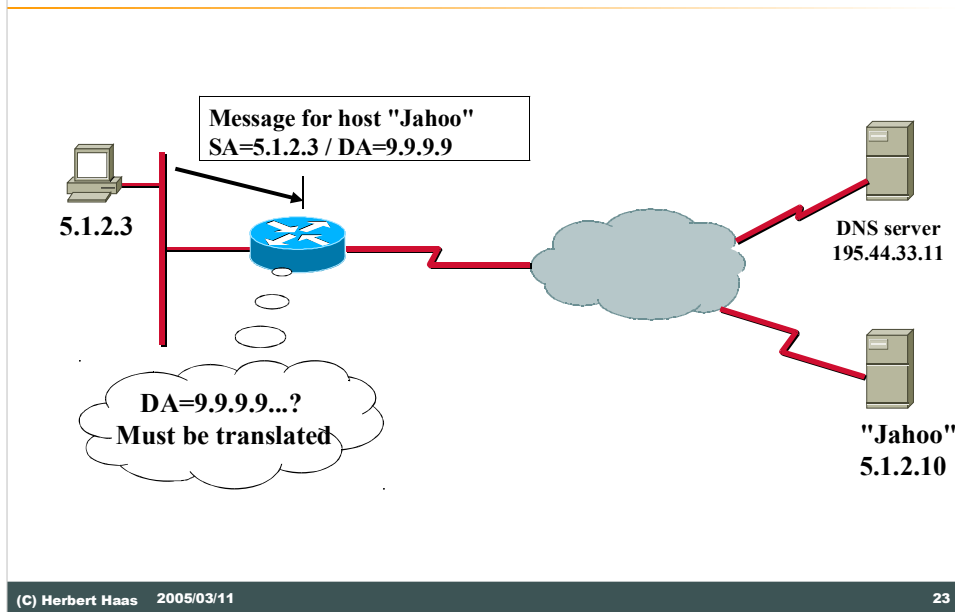 Message for host "Jahoo"
SA=5.1.2.3 / DA=9.9.9.9
5.1.2.3
DNS server
195.44.33.11
DA=9.9.9.9...?
Must be translated
"Jahoo"
5.1.2.10
(C) Herbert Haas 2005/03/11
23